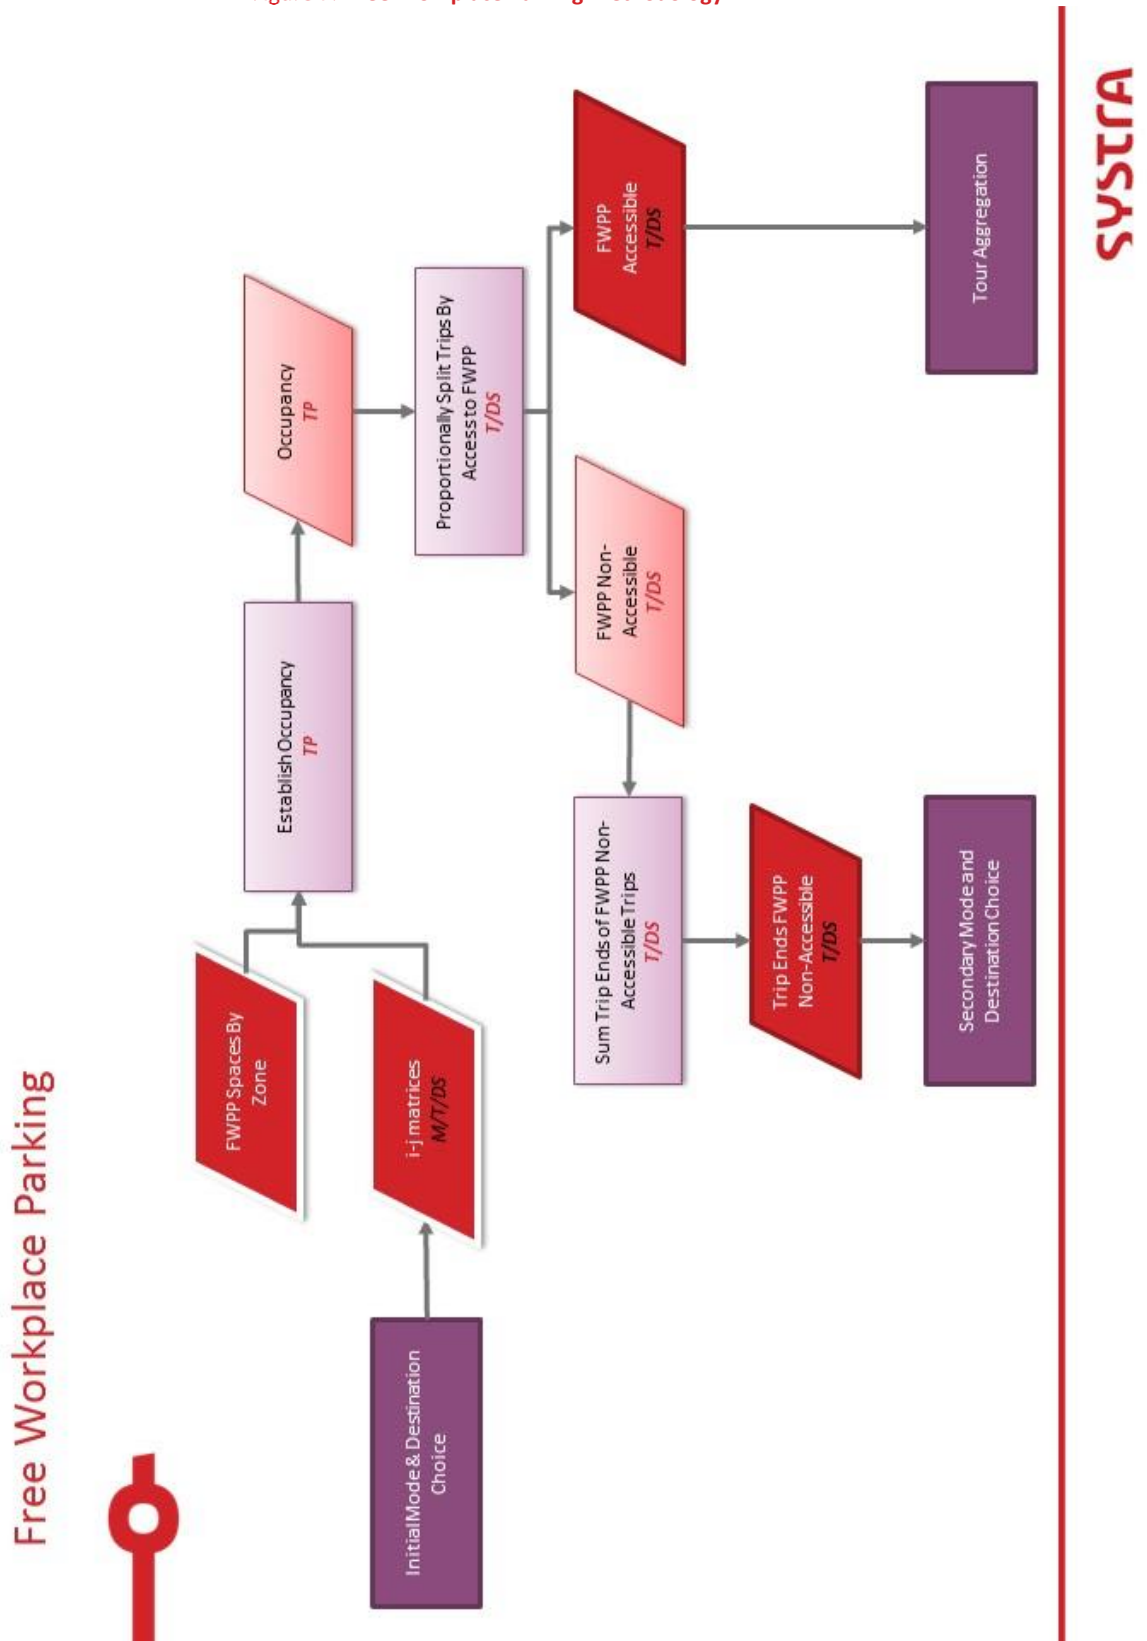 Free Workplace Parking
FWPP Spaces By
Zone
Initial Mode & Destination
Choice
i-j matrices
M/T/DS
Establish Occupancy
TP
Occupancy
TP
Proportionally Split Trips By
Access to FWPP
T/DS
FWPP Non-
Accessible
T/DS
FWPP
Accessible
T/DS
Sum Trip Ends of FWPP Non-
Accessible Trips
T/DS
Trip Ends FWPP
Non-Accessible
T/DS
Secondary Mode and
Destination Choice
Tour Aggregation
SYSTRA